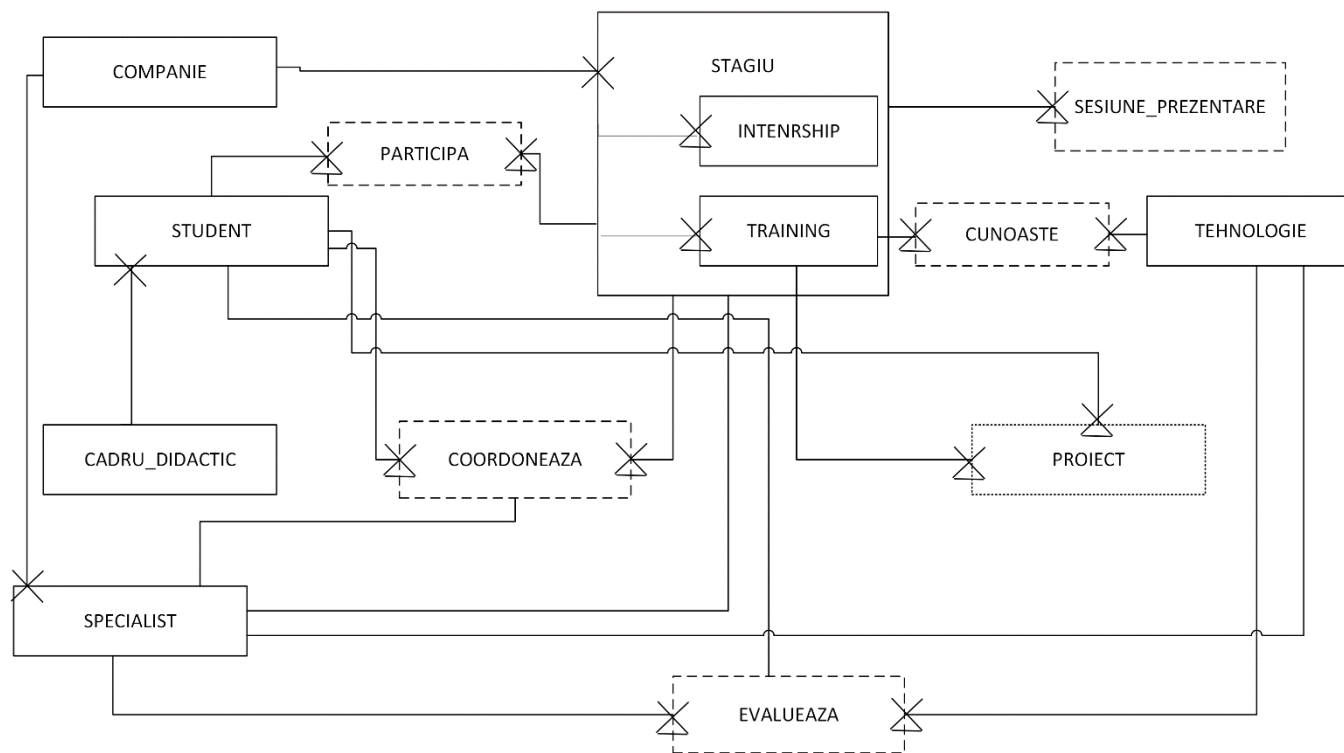 COMPANIE
STAGIU
SESIUNE_PREZENTARE
INTENRSHIP
PARTICIPA
STUDENT
TRAINING
CUNOASTE
TEHNOLOGIE
CADRU_DIDACTIC
COORDONEAZA
PROIECT
SPECIALIST
EVALUEAZA